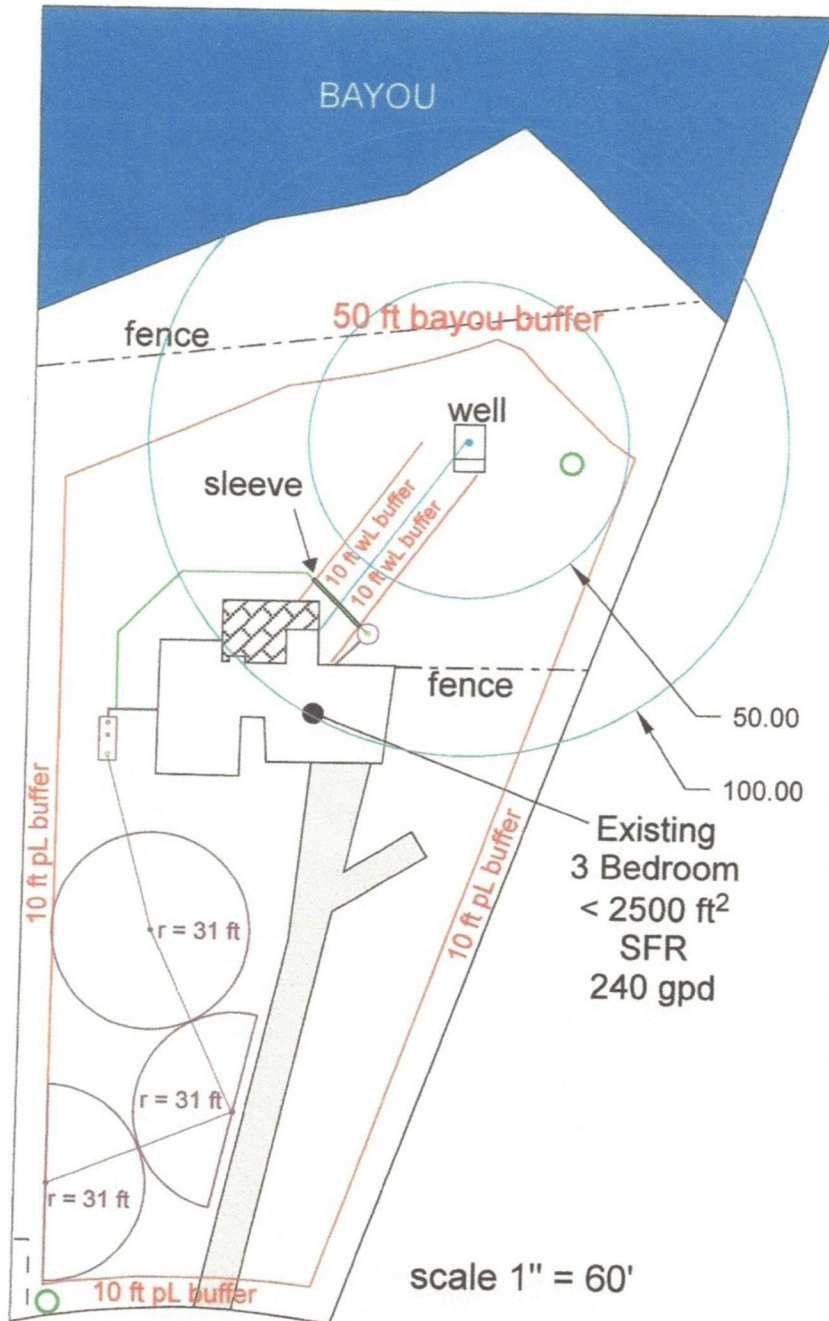 BAYOU
fence
50 ft bayou buffer
well
sleeve
10 ft wL buffer
10 ft wL buffer
fence
50.00
100.00
10 ft pL buffer
10 ft pL buffer
Existing
3 Bedroom
< 2500 ft²
SFR
240 gpd
r = 31 ft
r = 31 ft
r = 31 ft
10 ft pL buffer
scale 1" = 60'